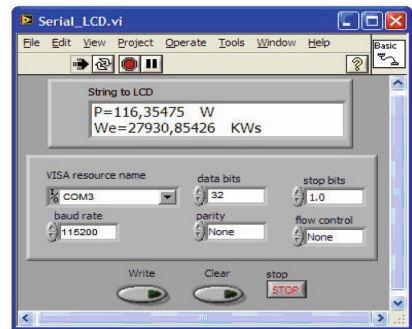 Serial_LCD.vi
File Edit View Project Operate Tools Window Help
Basic
String to LCD
P=116,35475 W
We=27930,85426 KWs
VISA resource name
COM3
data bits
32
stop bits
1.0
baud rate
115200
parity
None
flow control
None
Write Clear stop
STOP